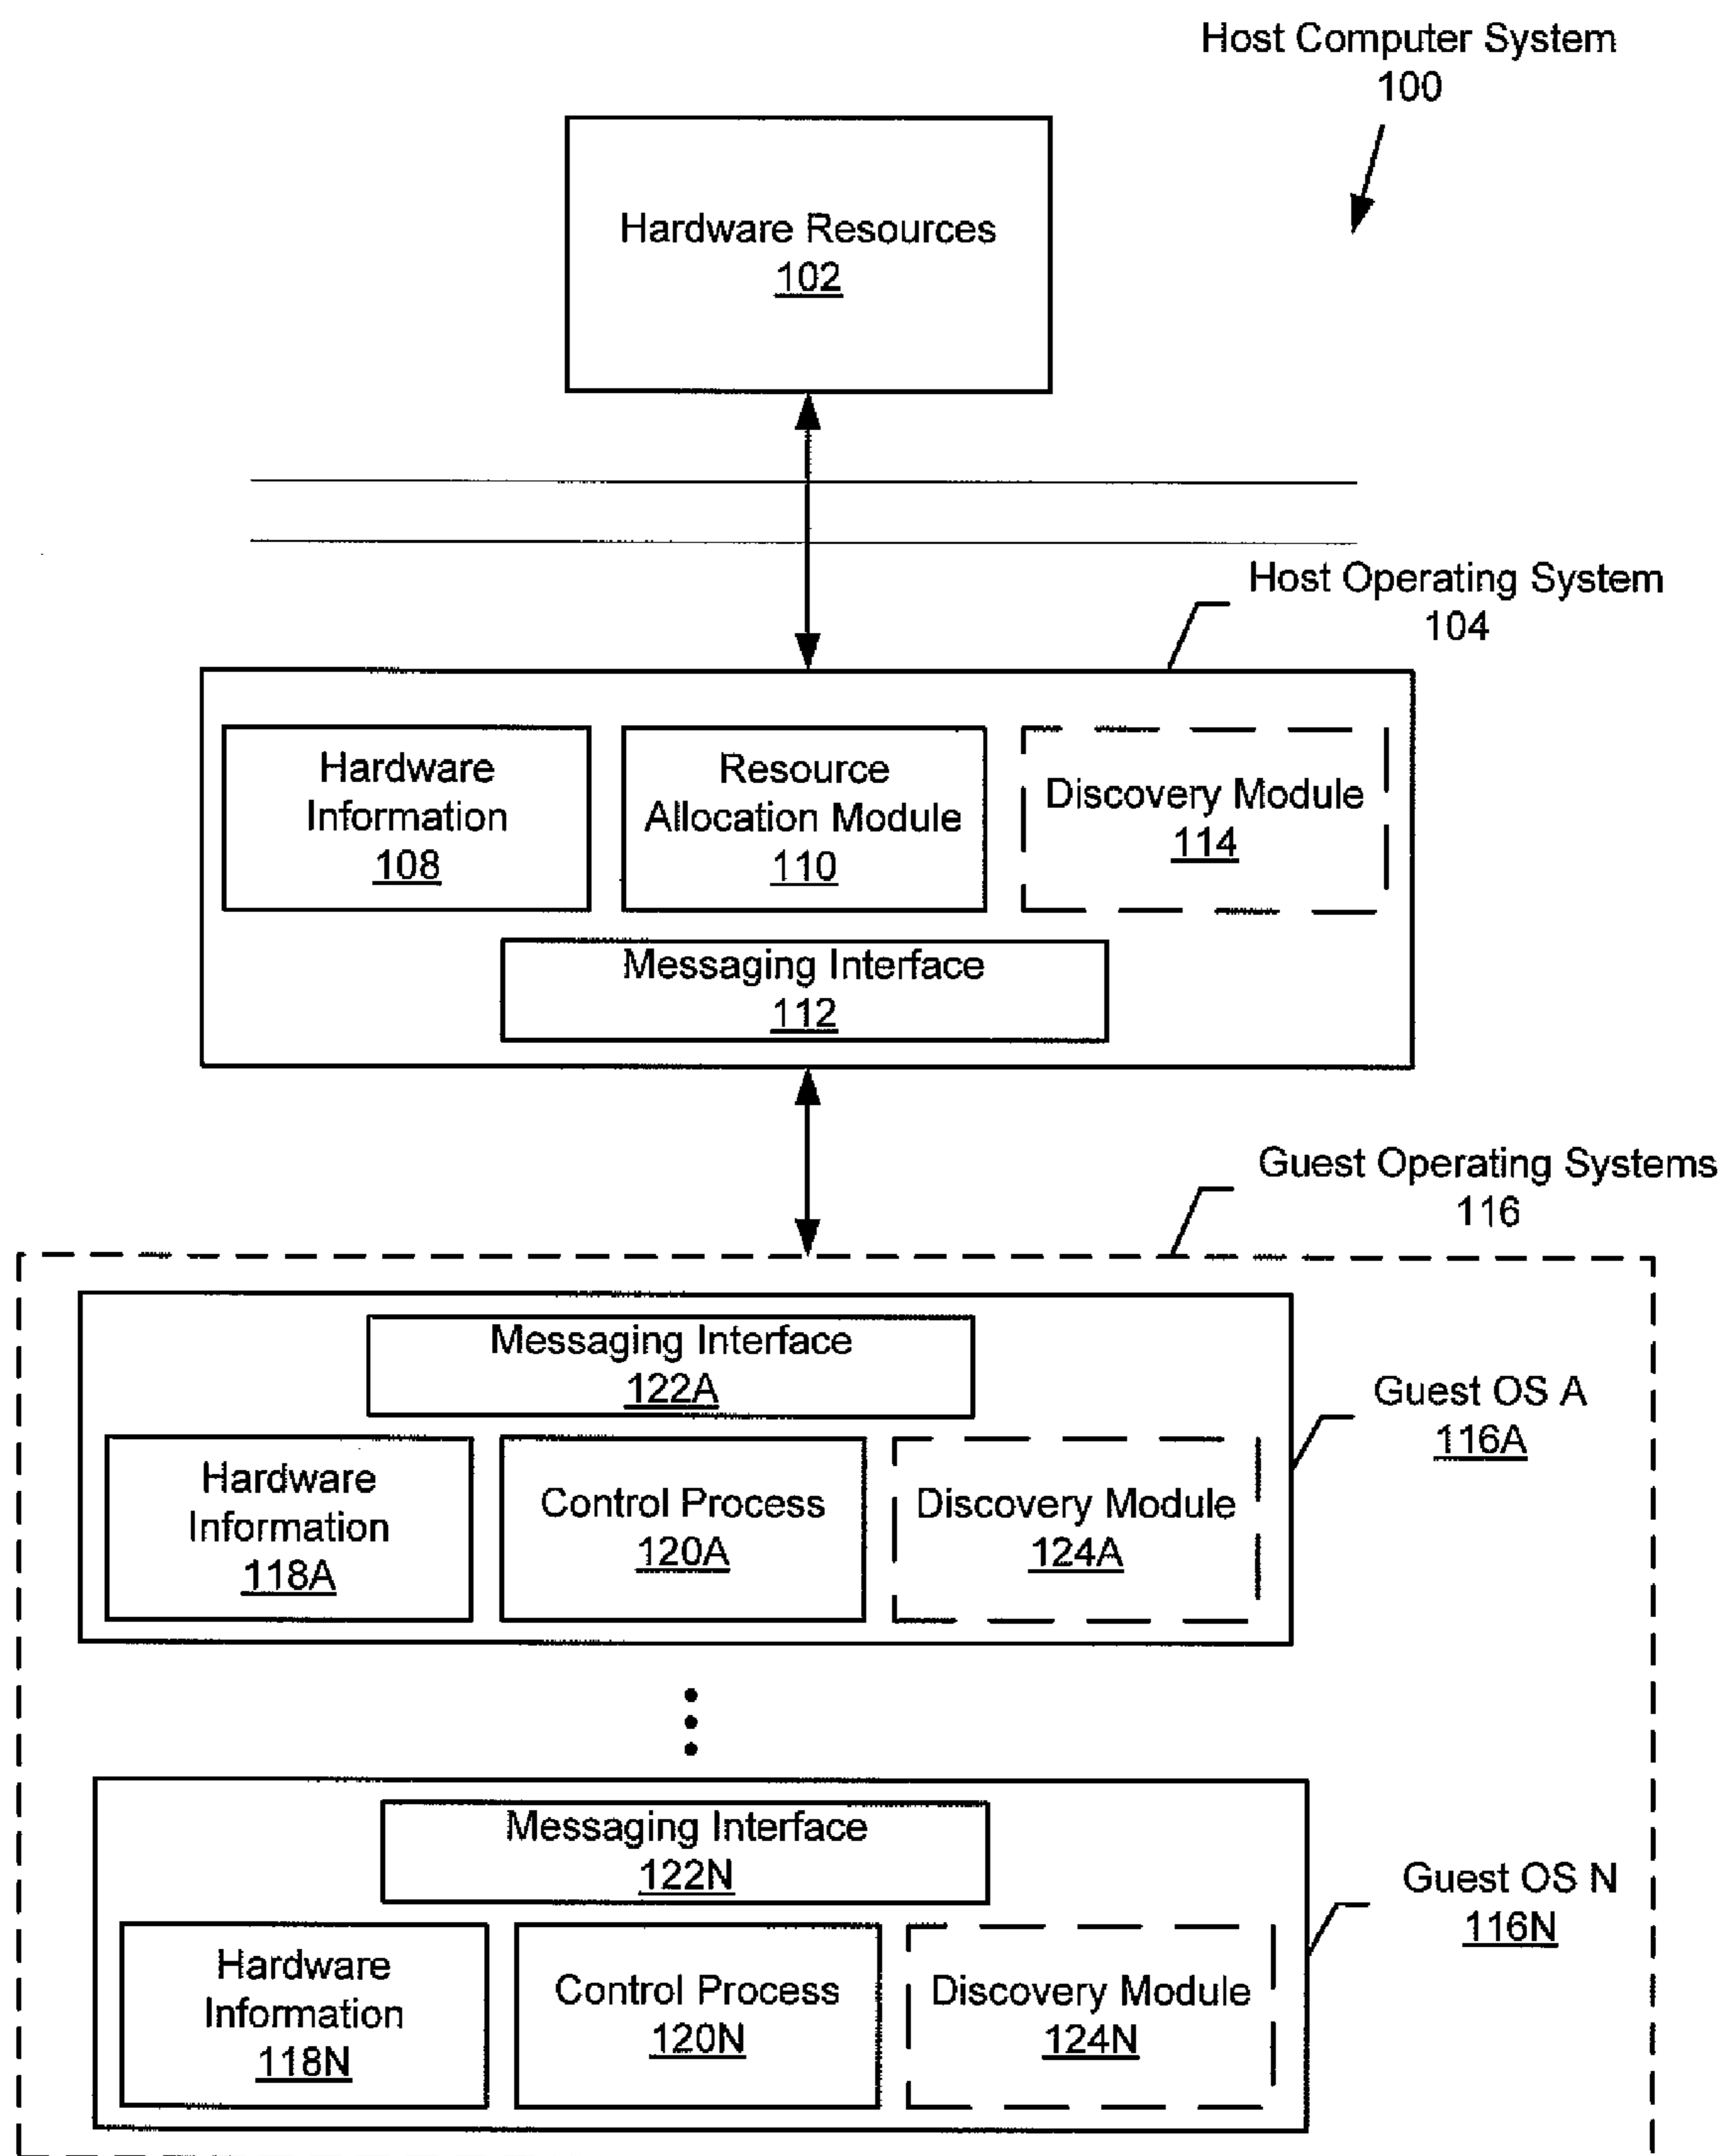 Host Computer System
100
Hardware Resources
102
Host Operating System
104
Hardware
Information
108
Resource
Allocation Module
110
Discovery Module
114
Messaging Interface
112
Guest Operating Systems
116
Messaging Interface
122A
Guest OS A
116A
Hardware
Information
118A
Control Process
120A
Discovery Module
124A
Messaging Interface
122N
Guest OS N
116N
Hardware
Information
118N
Control Process
120N
Discovery Module
124N